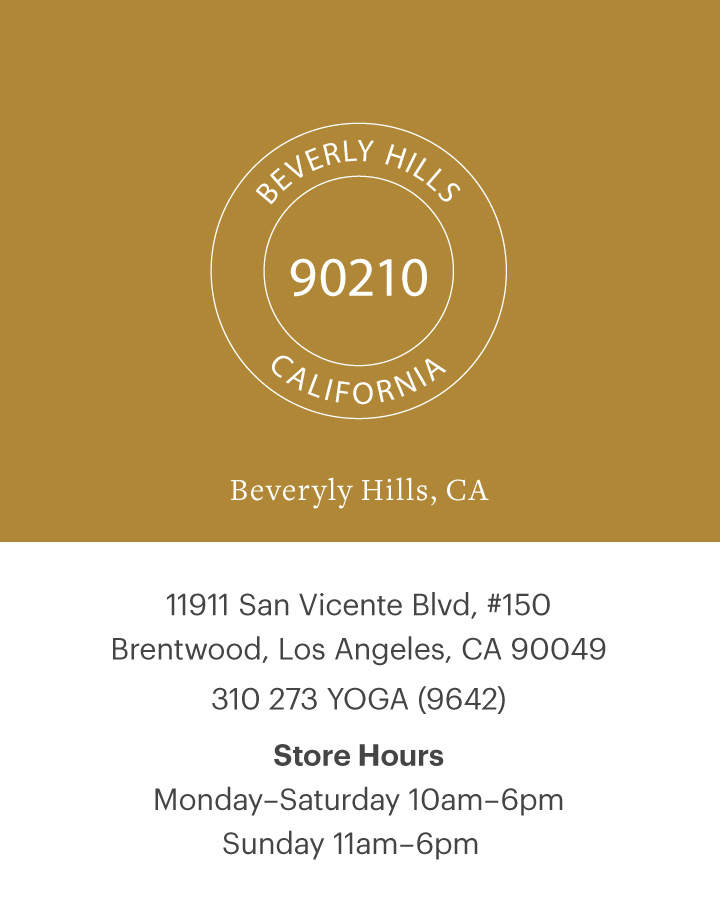 BEVERLY HILLS
90210
CALIFORNIA
Beveryly Hills, CA
11911 San Vicente Blvd, #150
Brentwood, Los Angeles, CA 90049
310 273 YOGA (9642)
Store Hours
Monday–Saturday 10am–6pm
Sunday 11am–6pm